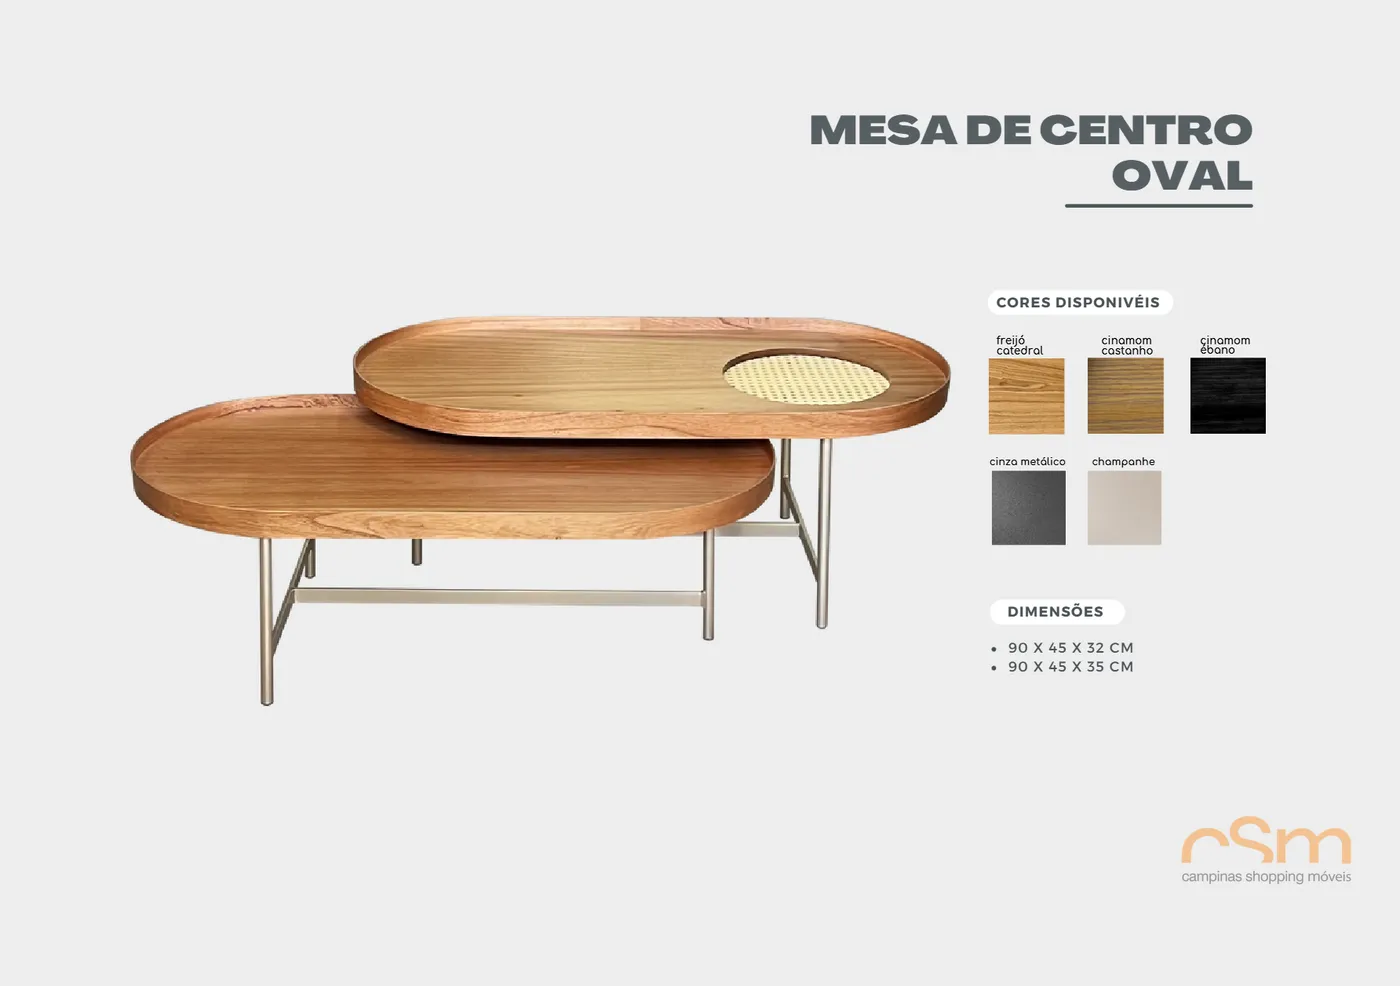 MESA DE CENTRO
OVAL
CORES DISPONIVÉIS
freijó
catedral
cinamom
castanho
cinamom
ébano
cinza metálico
champanhe
DIMENSÕES
• 90 X 45 X 32 CM
• 90 X 45 X 35 CM
csm
campinas shopping móveis